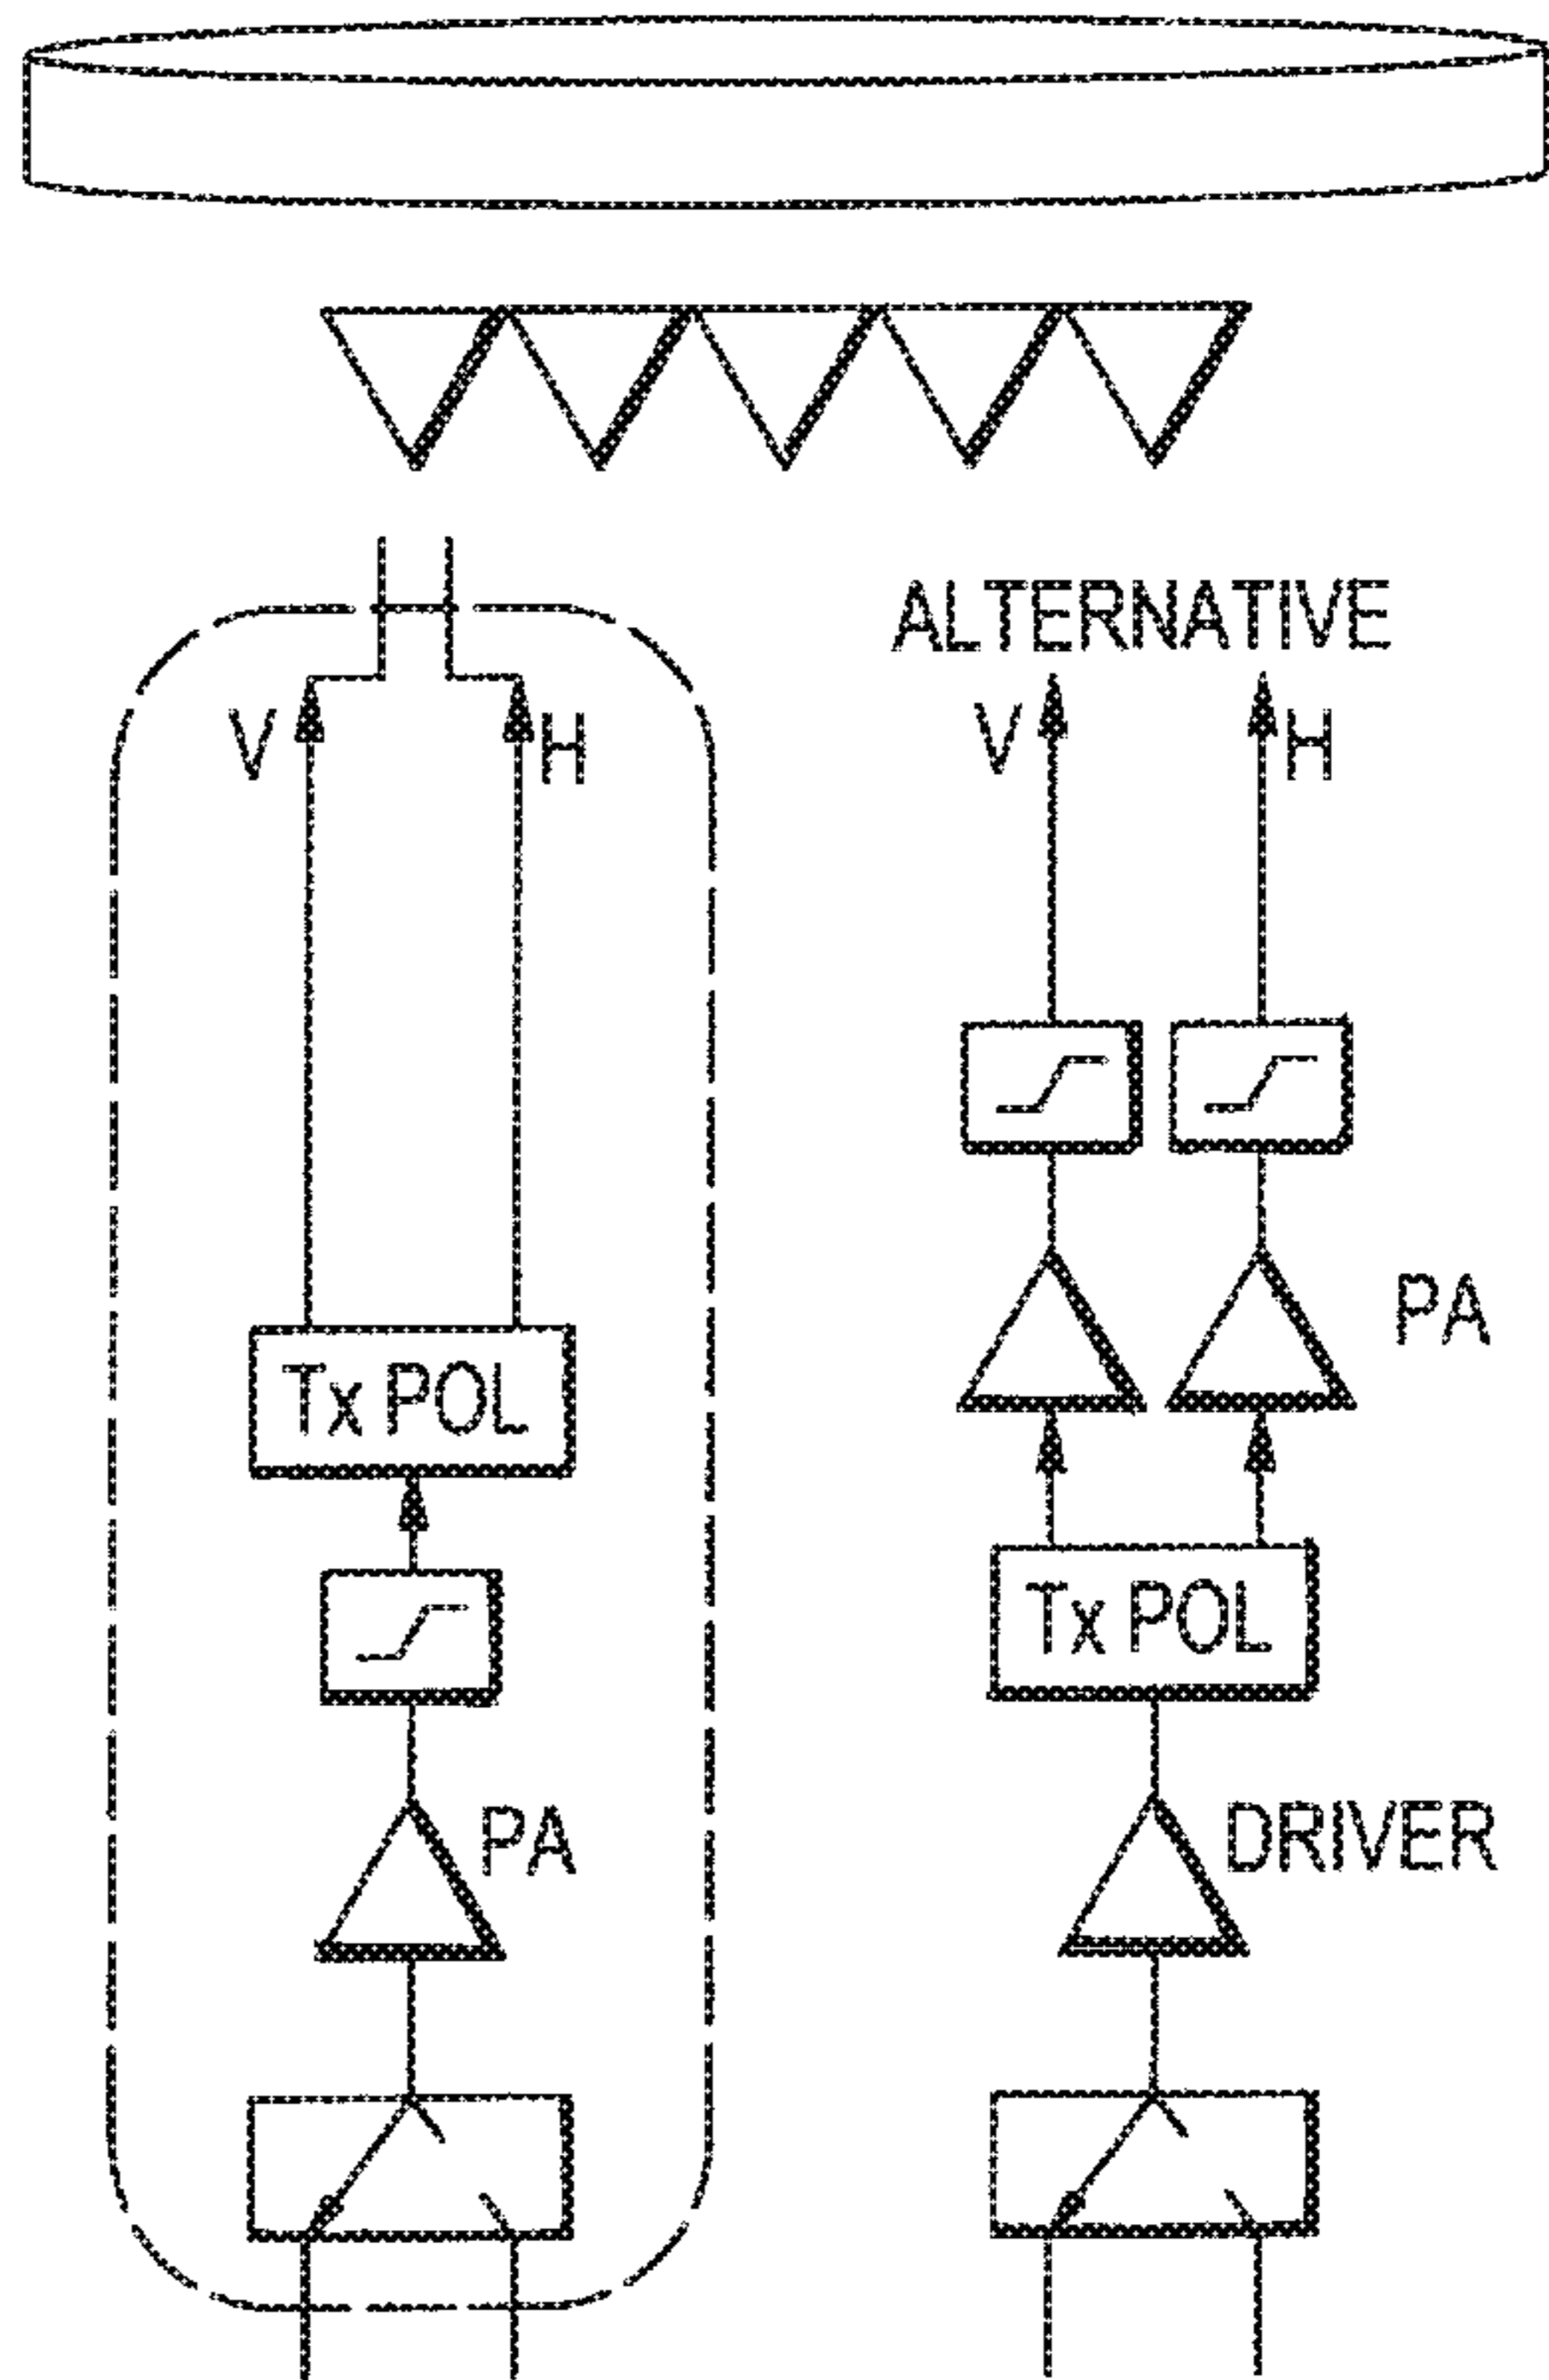 ALTERNATIVE
V H
V H
PA
Tx POL
Tx POL
PA
DRIVER